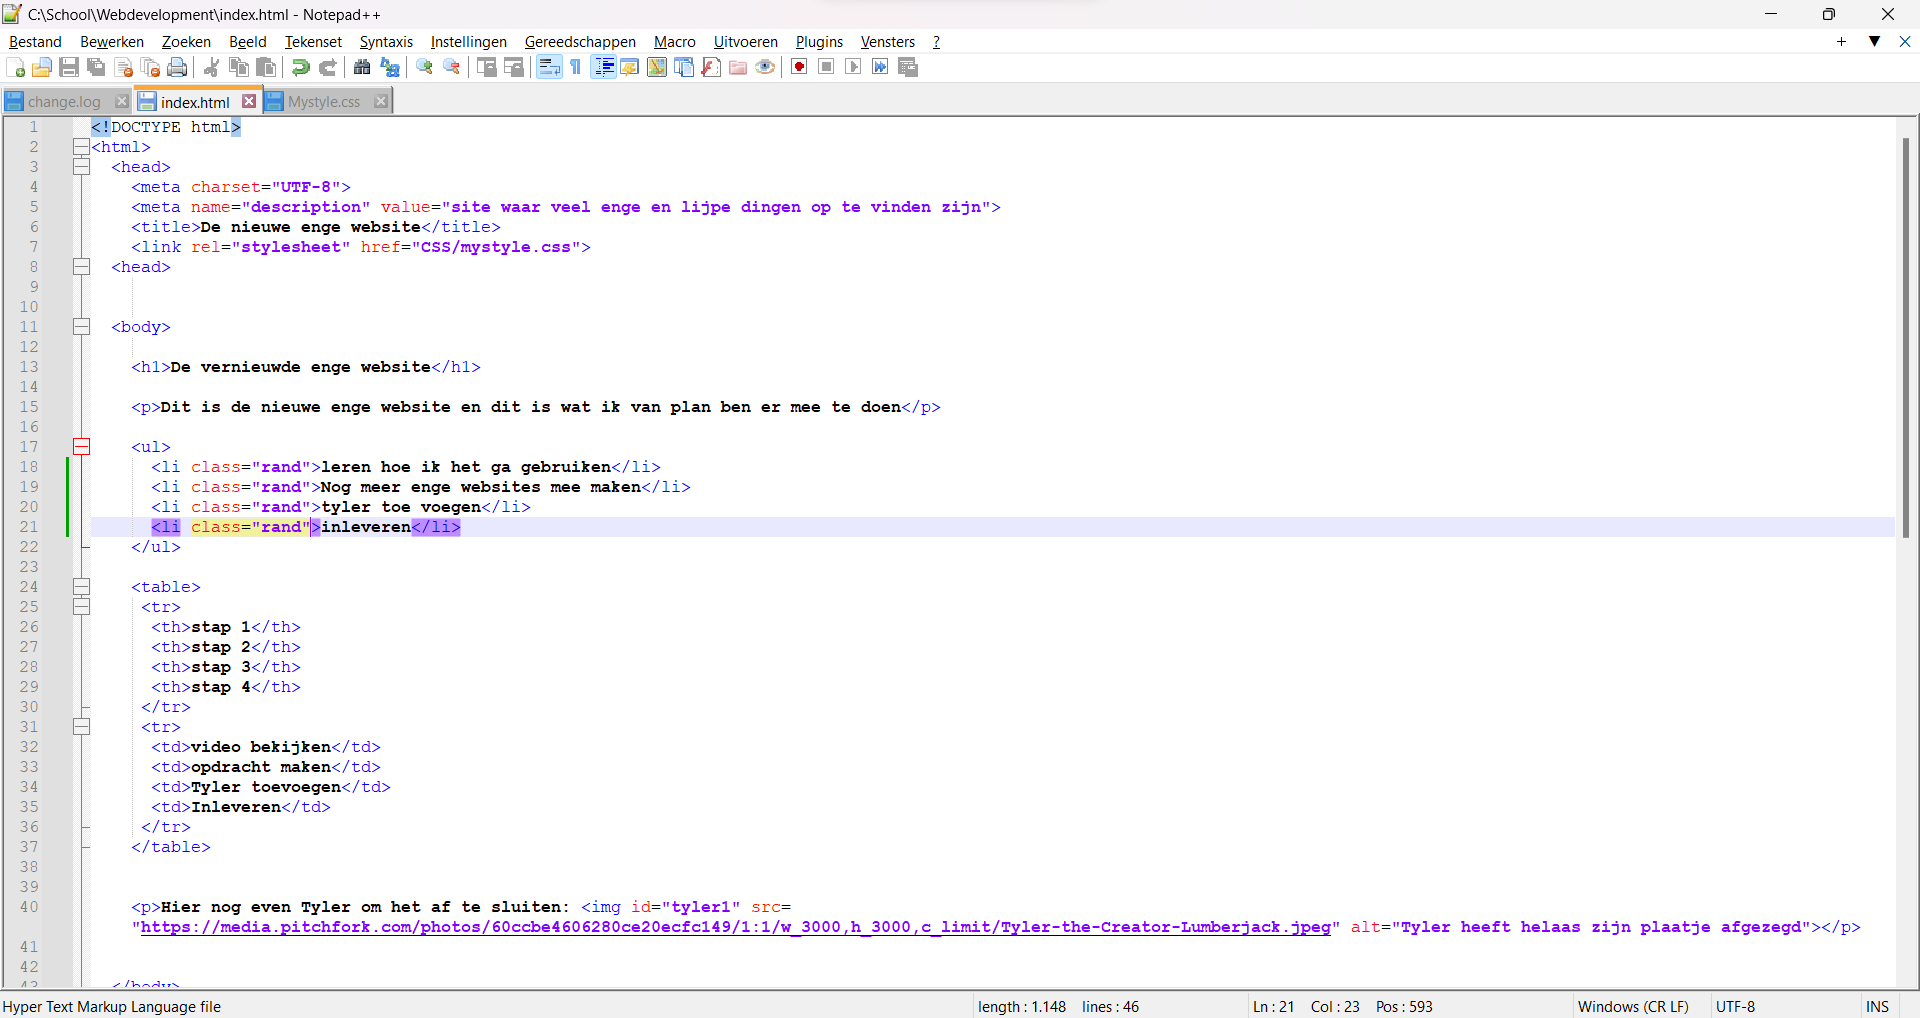 C:\School\Webdevelopment\index.html - Notepad++
Bestand Bewerken Zoeken Beeld Tekenset Syntaxis Instellingen Gereedschappen Macro Uitvoeren Plugins Vensters ? + ▼ X
change.log index.html Mystyle.css
1 <!DOCTYPE html>
2 <html>
3 <head>
4 <meta charset="UTF-8">
5 <meta name="description" value="site waar veel enge en lijpe dingen op te vinden zijn">
6 <title>De nieuwe enge website</title>
7 <link rel="stylesheet" href="CSS/mystyle.css">
8 <head>
9
10
11 <body>
12
13 <h1>De vernieuwde enge website</h1>
14
15 <p>Dit is de nieuwe enge website en dit is wat ik van plan ben er mee te doen</p>
16
17 <ul>
18 <li class="rand">leren hoe ik het ga gebruiken</li>
19 <li class="rand">Nog meer enge websites mee maken</li>
20 <li class="rand">tyler toe voegen</li>
21 <li class="rand">inleveren</li>
22 </ul>
23
24 <table>
25 <tr>
26 <th>stap 1</th>
27 <th>stap 2</th>
28 <th>stap 3</th>
29 <th>stap 4</th>
30 </tr>
31 <tr>
32 <td>video bekijken</td>
33 <td>opdracht maken</td>
34 <td>Tyler toevoegen</td>
35 <td>Inleveren</td>
36 </tr>
37 </table>
38
39
40 <p>Hier nog even Tyler om het af te sluiten: <img id="tyler1" src=
"https://media.pitchfork.com/photos/60ccbe4606280ce20ecfc149/1:1/w_3000,h_3000,c_limit/Tyler-the-Creator-Lumberjack.jpeg" alt="Tyler heeft helaas zijn plaatje afgezegd"></p>
41
42
43 </body>
Hyper Text Markup Language file length : 1.148 lines : 46 Ln : 21 Col : 23 Pos : 593 Windows (CR LF) UTF-8 INS